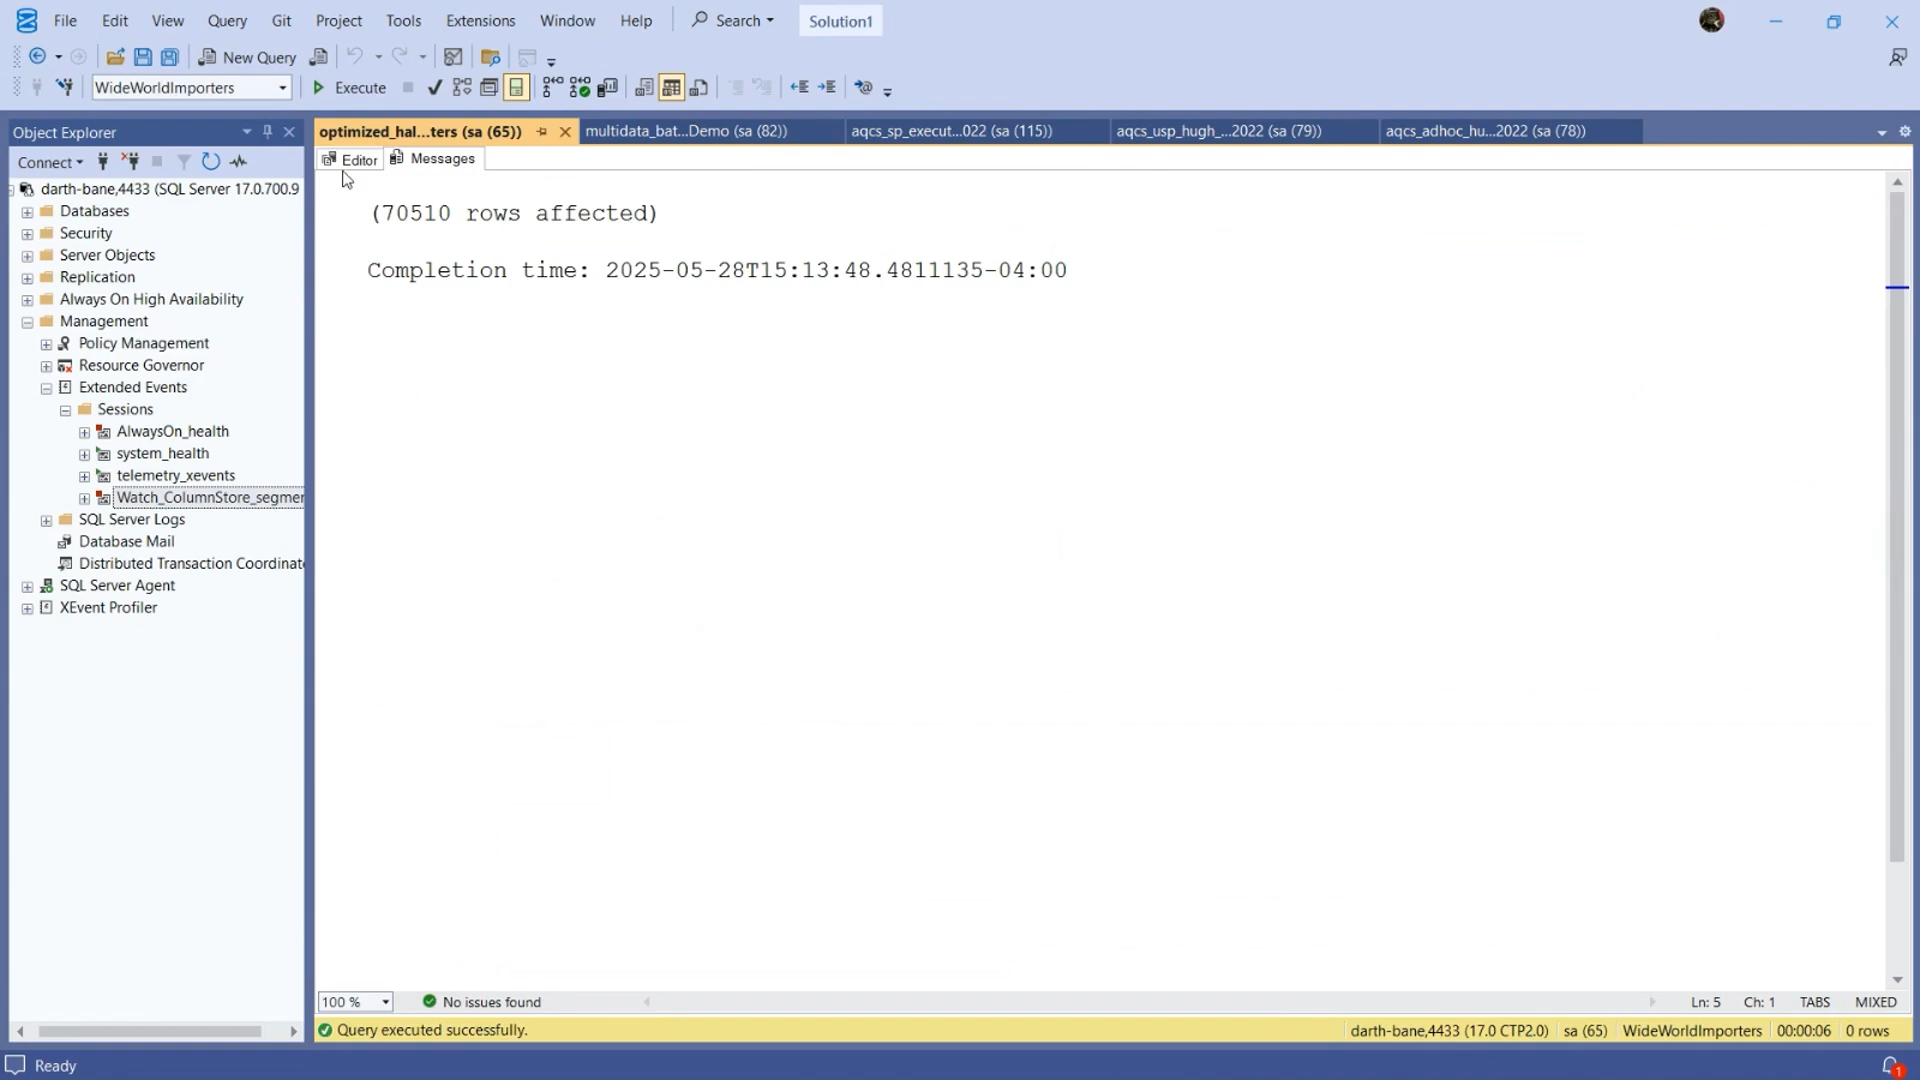 File Edit View Query Git Project Tools Extensions Window Help Search Solution1
New Query
WideWorldImporters Execute
Object Explorer
optimized_hal...ters (sa (65)) multidata_bat...Demo (sa (82)) aqcs_sp_execut...022 (sa (115)) aqcs_usp_hugh_...2022 (sa (79)) aqcs_adhoc_hu...2022 (sa (78))
Connect
Editor Messages
darth-bane,4433 (SQL Server 17.0.700.9
Databases
Security
Server Objects
Replication
Always On High Availability
Management
Policy Management
Resource Governor
Extended Events
Sessions
AlwaysOn_health
system_health
telemetry_xevents
Watch_ColumnStore_segmer
SQL Server Logs
Database Mail
Distributed Transaction Coordinat
SQL Server Agent
XEvent Profiler
(70510 rows affected)
Completion time: 2025-05-28T15:13:48.4811135-04:00
100 % No issues found Ln: 5 Ch: 1 TABS MIXED
Query executed successfully. darth-bane,4433 (17.0 CTP2.0) sa (65) WideWorldImporters 00:00:06 0 rows
Ready 1